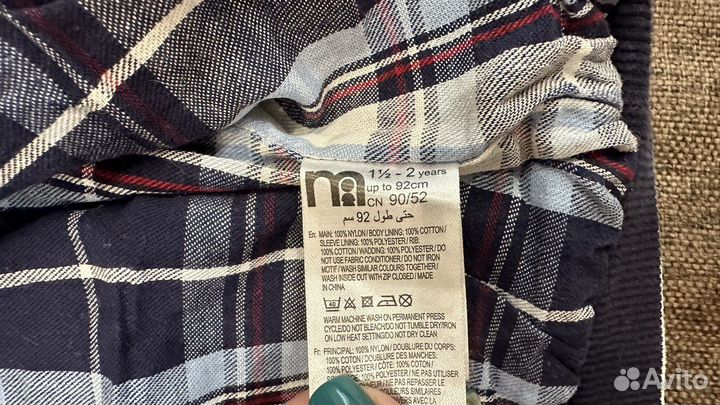 m
1½ - 2 years
up to 92cm
CN 90/52
حتى طول 92 سم
En: MAIN: 100% NYLON / BODY LINING: 100% COTTON /
SLEEVE LINING: 100% POLYESTER / RIB:
100% COTTON / WADDING: 100% POLYESTER DO NOT
USE FABRIC CONDITIONER / DO NOT IRON
MOTIF / WASH SIMILAR COLOURS TOGETHER /
WASH INSIDE OUT WITH ZIP CLOSED / MADE
IN CHINA
40
WARM MACHINE WASH ON PERMANENT PRESS
CYCLE/DO NOT BLEACH/DO NOT TUMBLE DRY/IRON
ON LOW HEAT SETTING/DO NOT DRY CLEAN
Fr: PRINCIPAL: 100% NYLON / DOUBLURE DU CORPS:
100% COTON / DOUBLURE DES MANCHES:
100% POLYESTER / CÔTE: 100% COTON /
100% POLYESTER / NE PAS UTILISER
NE PAS REPASSER LE
SIMILAIRES
AVEC LA
Avito